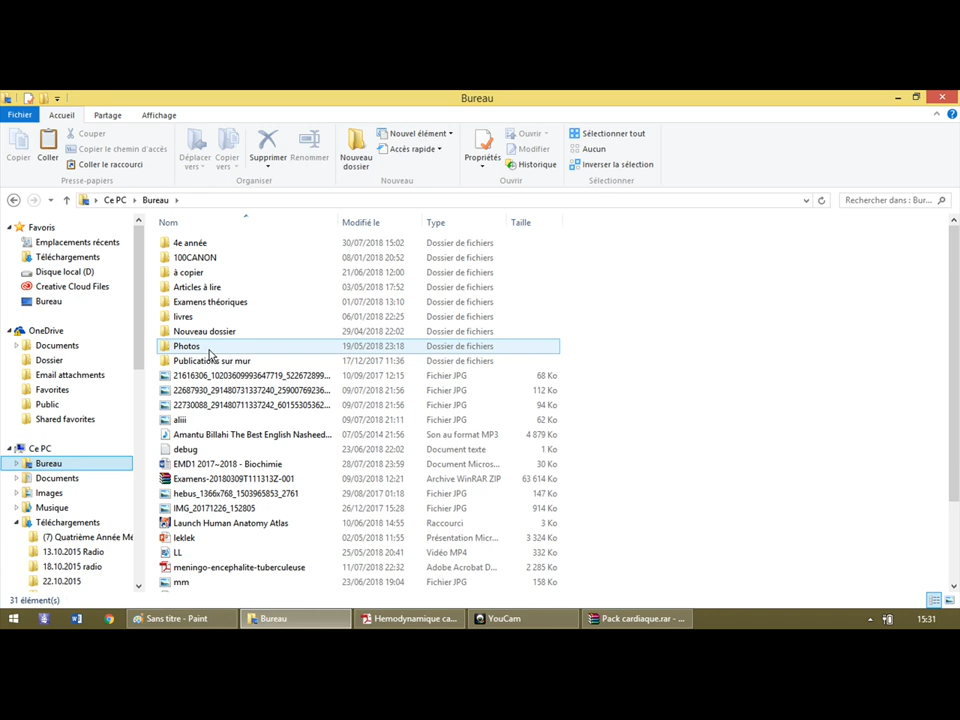 Bureau
Fichier Accueil Partage Affichage
Copier Coller Couper Copier le chemin d'accès Coller le raccourci
Déplacer vers Copier vers Supprimer Renommer
Nouveau dossier Nouvel élément Accès rapide
Propriétés Ouvrir Modifier Historique
Sélectionner tout Aucun Inverser la sélection
Presse-papiers Organiser Nouveau Ouvrir Sélectionner
Ce PC Bureau Rechercher dans : Bur...
Nom Modifié le Type Taille
Favoris
Emplacements récents
Téléchargements
Disque local (D)
Creative Cloud Files
Bureau
OneDrive
Documents
Dossier
Email attachments
Favorites
Public
Shared favorites
Ce PC
Bureau
Documents
Images
Musique
Téléchargements
(7) Quatrième Année Mé
13.10.2015 Radio
18.10.2015 radio
22.10.2015
4e année 30/07/2018 15:02 Dossier de fichiers
100CANON 08/01/2018 20:52 Dossier de fichiers
à copier 21/06/2018 12:00 Dossier de fichiers
Articles à lire 03/05/2018 17:52 Dossier de fichiers
Examens théoriques 01/07/2018 13:10 Dossier de fichiers
livres 06/01/2018 22:25 Dossier de fichiers
Nouveau dossier 29/04/2018 22:02 Dossier de fichiers
Photos 19/05/2018 23:18 Dossier de fichiers
Publications sur mur 17/12/2017 11:36 Dossier de fichiers
21616306_10203609993647719_522672899... 10/09/2017 12:15 Fichier JPG 68 Ko
22687930_291480731337240_25900769236... 09/07/2018 21:56 Fichier JPG 112 Ko
22730088_291480711337242_60155305362... 09/07/2018 21:56 Fichier JPG 94 Ko
aliii 09/07/2018 21:11 Fichier JPG 62 Ko
Amantu Billahi The Best English Nasheed... 07/05/2014 21:56 Son au format MP3 4 879 Ko
debug 23/06/2018 22:02 Document texte 1 Ko
EMD1 2017~2018 - Biochimie 28/07/2018 23:59 Document Micros... 30 Ko
Examens-20180309T111313Z-001 09/03/2018 12:21 Archive WinRAR ZIP 63 614 Ko
hebus_1366x768_1503965853_2761 29/08/2017 01:18 Fichier JPG 147 Ko
IMG_20171226_152805 26/12/2017 15:28 Fichier JPG 914 Ko
Launch Human Anatomy Atlas 10/06/2018 14:55 Raccourci 3 Ko
leklek 02/05/2018 11:55 Présentation Micr... 3 324 Ko
LL 25/05/2018 20:41 Vidéo MP4 332 Ko
meningo-encephalite-tuberculeuse 11/07/2018 22:32 Adobe Acrobat D... 2 285 Ko
mm 23/06/2018 19:04 Fichier JPG 158 Ko
31 élément(s)
Sans titre - Paint Bureau Hemodynamique ca... YouCam Pack cardiaque.rar - ... 15:31